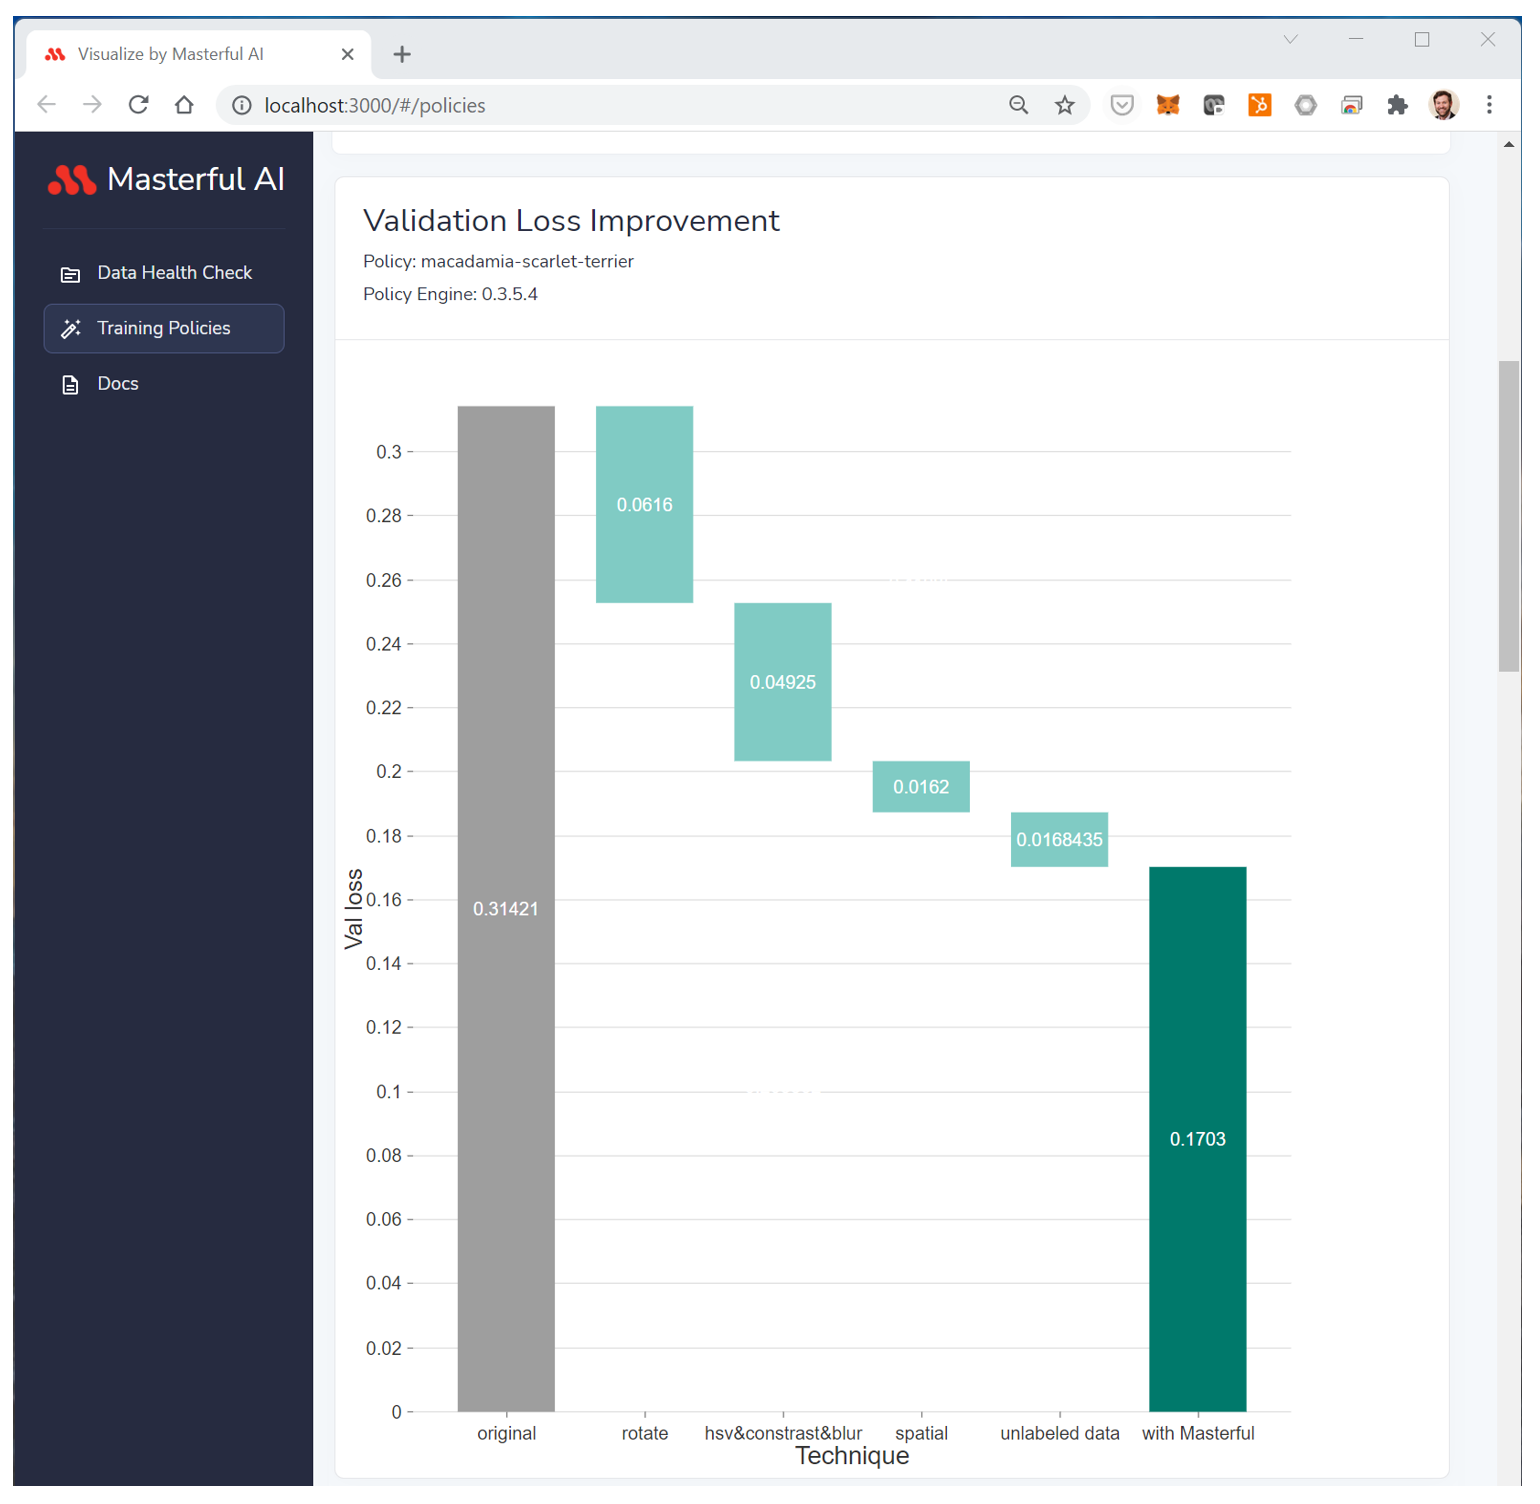 Visualize by Masterful AI
localhost:3000/#/policies
Masterful AI
Data Health Check
Training Policies
Docs
Validation Loss Improvement
Policy: macadamia-scarlet-terrier
Policy Engine: 0.3.5.4
0.3
0.28
0.26
0.24
0.22
0.2
0.18
0.16
0.14
0.12
0.1
0.08
0.06
0.04
0.02
0
Val loss
0.31421
0.0616
0.04925
0.0162
0.0168435
0.1703
original
rotate
hsv&constrast&blur
spatial
unlabeled data
with Masterful
Technique